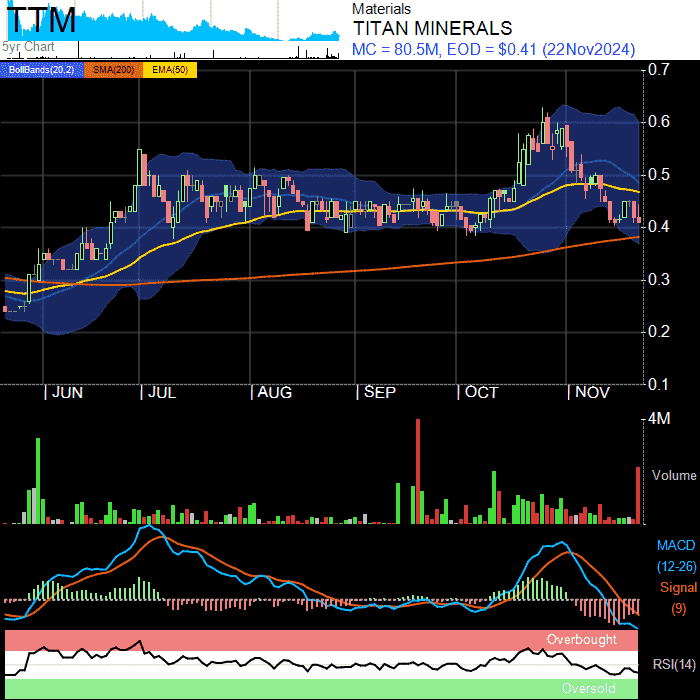 TTM
5yr Chart
Materials
TITAN MINERALS
MC = 80.5M, EOD = $0.41 (22Nov2024)
BollBands(20,2) SMA(200) EMA(50)
0.7
0.6
0.5
0.4
0.3
0.2
0.1
JUN JUL AUG SEP OCT NOV
4M
Volume
MACD
(12-26)
Signal
(9)
Overbought
RSI(14)
Oversold